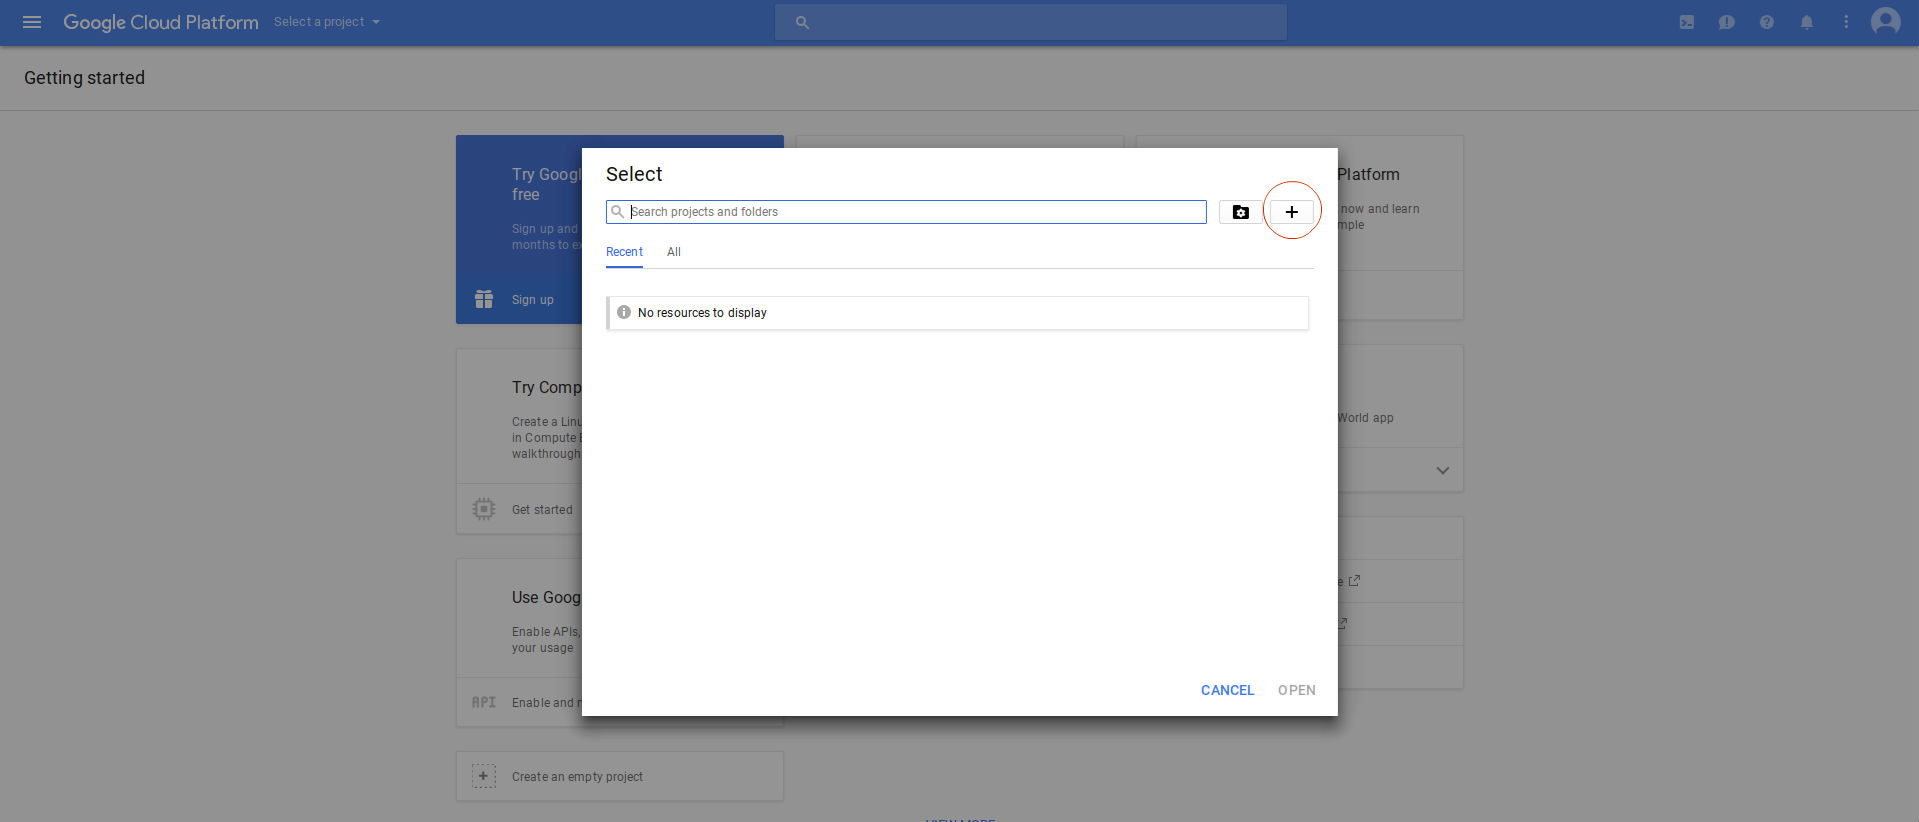 Google Cloud Platform Select a project
Getting started
Try Goog
free
Sign up and
months to e
Sign up
Platform
now and learn
mple
Select
Search projects and folders
Recent All
No resources to display
Try Comp
Create a Linu
in Compute
walkthrough
Get started
World app
Use Goog
Enable APIs,
your usage
API Enable and
e
CANCEL OPEN
Create an empty project
VIEW MORE